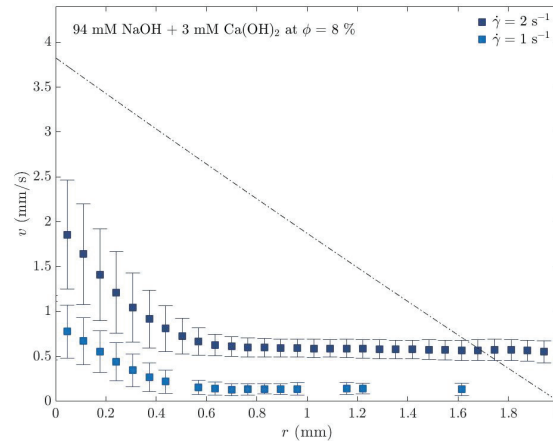 94 mM NaOH + 3 mM Ca(OH)₂ at ϕ = 8 %
γ̇ = 2 s⁻¹
γ̇ = 1 s⁻¹
4
3.5
3
2.5
2
1.5
1
0.5
0
v (mm/s)
0 0.2 0.4 0.6 0.8 1 1.2 1.4 1.6 1.8
r (mm)